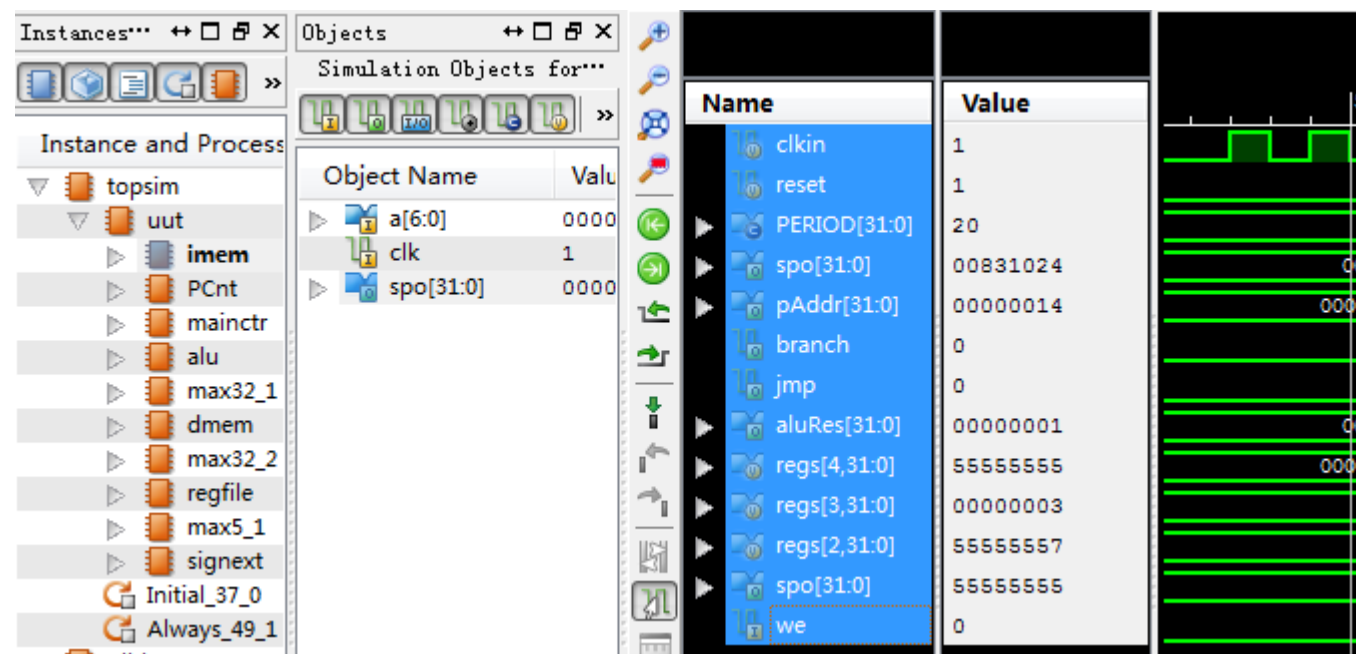 Instances···
Instance and Process
topsim
uut
imem
PCnt
mainctr
alu
max32_1
dmem
max32_2
regfile
max5_1
signext
Initial_37_0
Always_49_1
Objects
Simulation Objects for···
»
»
Object Name Valu
a[6:0] 0000
clk 1
spo[31:0] 0000
Name Value
clkin 1
reset 1
PERIOD[31:0] 20
spo[31:0] 00831024
pAddr[31:0] 00000014
branch 0
jmp 0
aluRes[31:0] 00000001
regs[4,31:0] 55555555
regs[3,31:0] 00000003
regs[2,31:0] 55555557
spo[31:0] 55555555
we 0
000
000